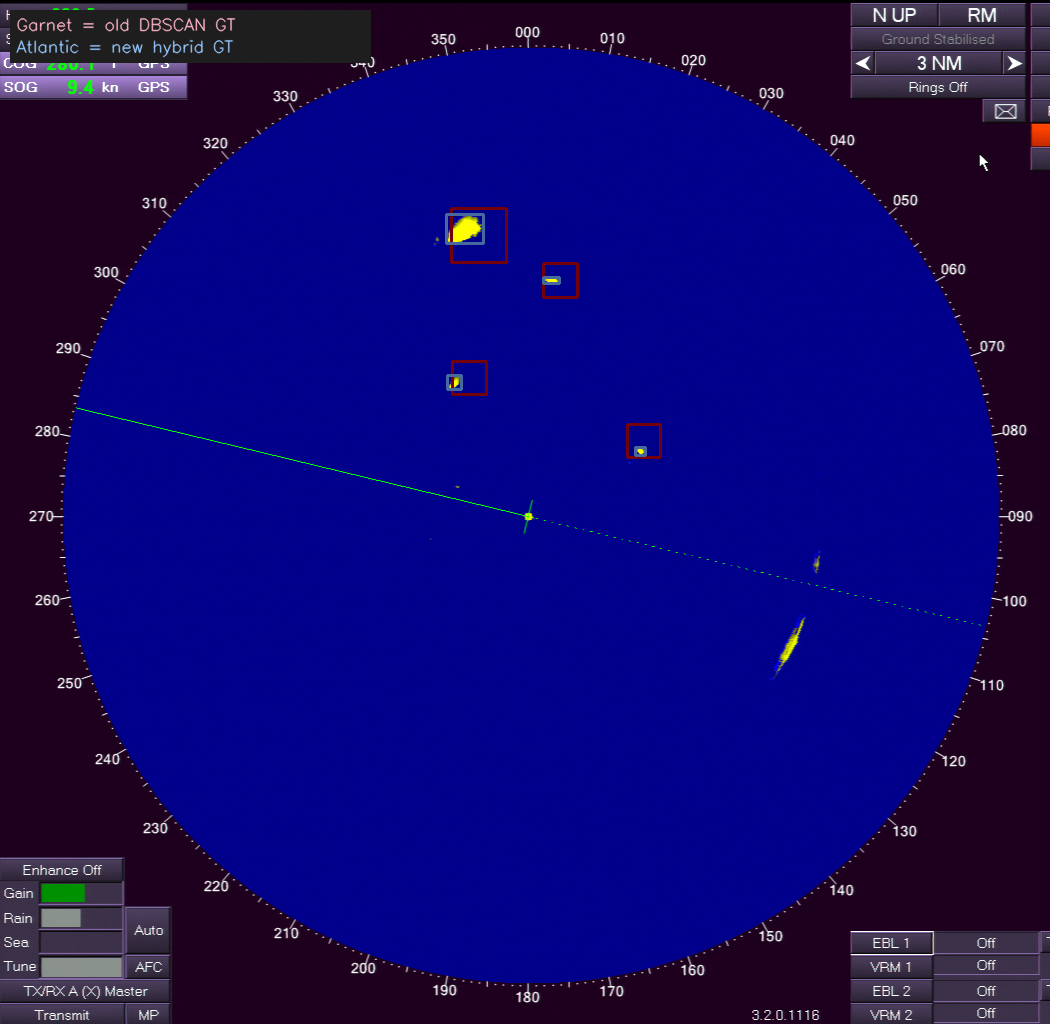 Garnet = old DBSCAN GT
Atlantic = new hybrid GT
GPS
SOG 9.4 kn GPS
N UP RM
Ground Stabilised
3 NM
Rings Off
000
010
020
030
040
050
060
070
080
090
100
110
120
130
140
150
160
170
180
190
200
210
220
230
240
250
260
270
280
290
300
310
320
330
350
Enhance Off
Gain
Rain
Sea
Tune
Auto
AFC
TX/RX A (X) Master
Transmit MP
EBL 1 Off
VRM 1 Off
EBL 2 Off
VRM 2 Off
3.2.0.1116